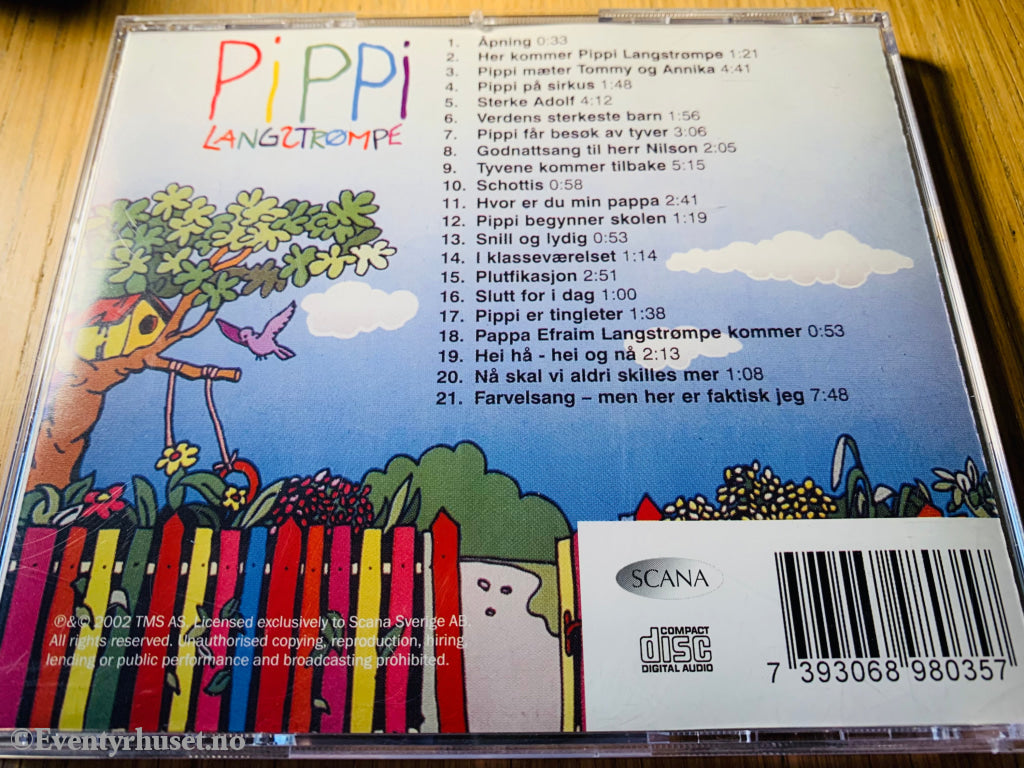 Pippi
LANGSTRØMPE
1. Åpning 0:33
2. Her kommer Pippi Langstrømpe 1:21
3. Pippi mæter Tommy og Annika 4:41
4. Pippi på sirkus 1:48
5. Sterke Adolf 4:12
6. Verdens sterkeste barn 1:56
7. Pippi får besøk av tyver 3:06
8. Godnattsang til herr Nilson 2:05
9. Tyvene kommer tilbake 5:15
10. Schottis 0:58
11. Hvor er du min pappa 2:41
12. Pippi begynner skolen 1:19
13. Snill og lydig 0:53
14. I klasseværelset 1:14
15. Plutfikasjon 2:51
16. Slutt for i dag 1:00
17. Pippi er tingleter 1:38
18. Pappa Efraim Langstrømpe kommer 0:53
19. Hei hå - hei og nå 2:13
20. Nå skal vi aldri skilles mer 1:08
21. Farvelsang – men her er faktisk jeg 7:48
℗&© 2002 TMS AS. Licensed exclusively to Scana Sverige AB.
All rights reserved. Unauthorised copying, reproduction, hiring,
lending or public performance and broadcasting prohibited.
SCANA
COMPACT
disc
DIGITAL AUDIO
7 393068 980357
©Eventyrhuset.no